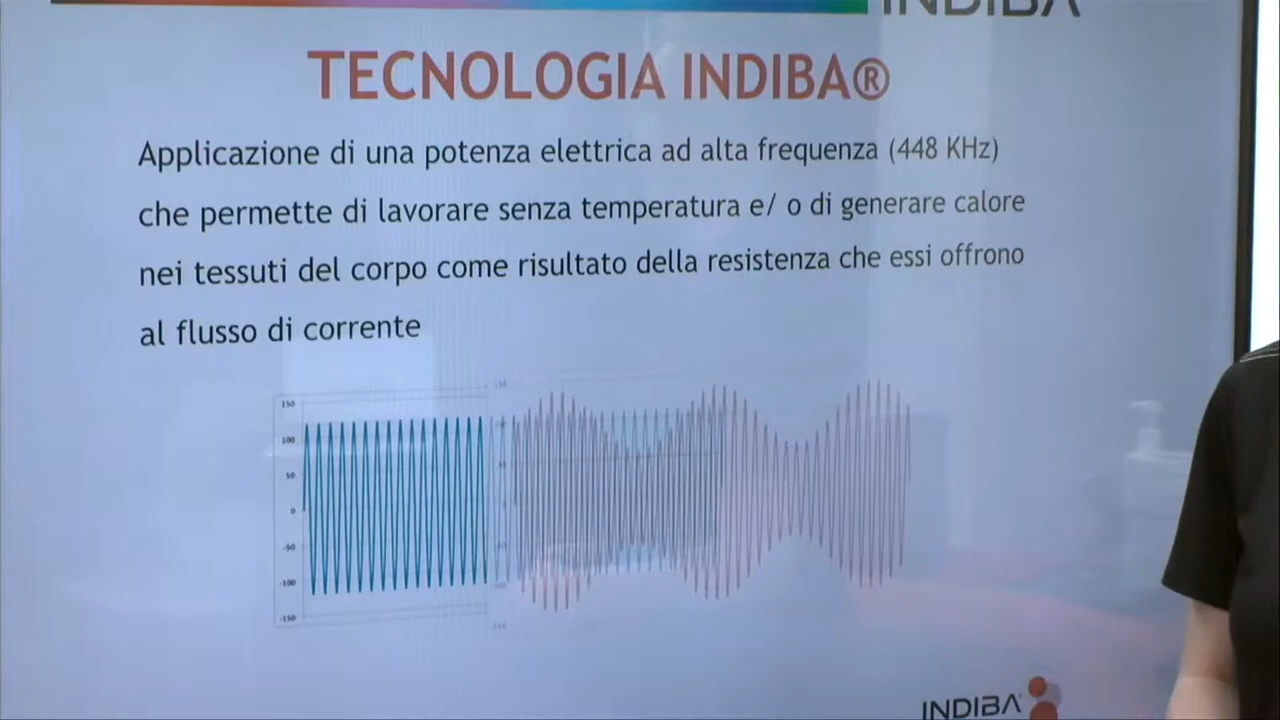 INDIBA
TECNOLOGIA INDIBA®
Applicazione di una potenza elettrica ad alta frequenza (448 KHz)
che permette di lavorare senza temperatura e/ o di generare calore
nei tessuti del corpo come risultato della resistenza che essi offrono
al flusso di corrente
150
100
50
0
-50
-100
-150
INDIBA